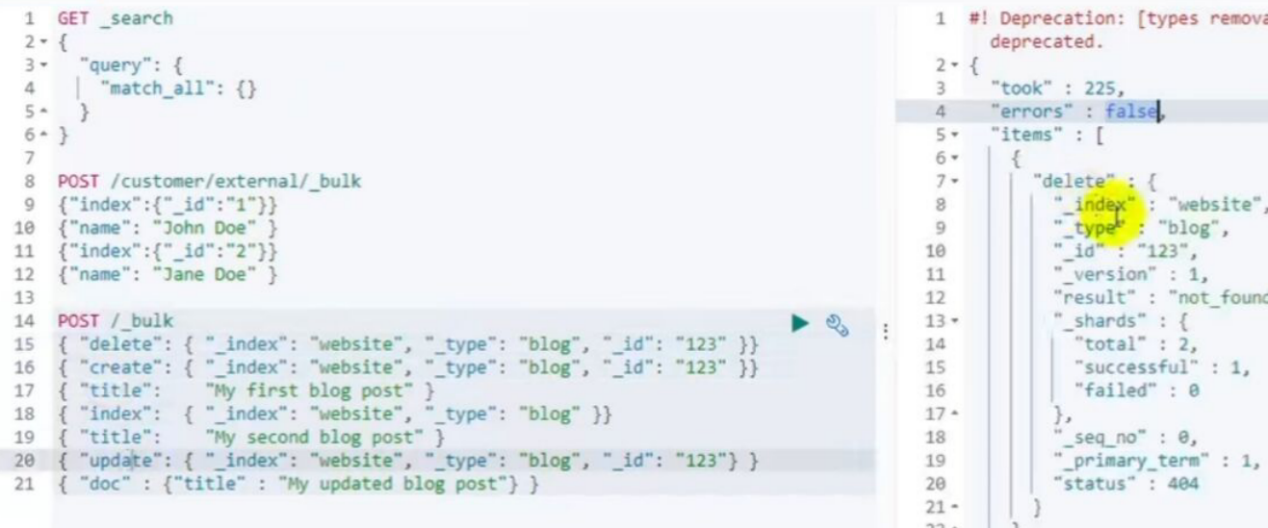 1 GET _search
2 {
3 "query": {
4 "match_all": {}
5 }
6 }
7
8 POST /customer/external/_bulk
9 {"index":{"_id":"1"}}
10 {"name": "John Doe" }
11 {"index":{"_id":"2"}}
12 {"name": "Jane Doe" }
13
14 POST /_bulk
15 { "delete": { "_index": "website", "_type": "blog", "_id": "123" }}
16 { "create": { "_index": "website", "_type": "blog", "_id": "123" }}
17 { "title": "My first blog post" }
18 { "index": { "_index": "website", "_type": "blog" }}
19 { "title": "My second blog post" }
20 { "update": { "_index": "website", "_type": "blog", "_id": "123"} }
21 { "doc" : {"title" : "My updated blog post"} }
1 #! Deprecation: [types
deprecated.
2 {
3 "took" : 225,
4 "errors" : false,
5 "items" : [
6 {
7 "delete" : {
8 "_index" : "website",
9 "_type" : "blog",
10 "_id" : "123",
11 "_version" : 1,
12 "result" : "not_found
13 "_shards" : {
14 "total" : 2,
15 "successful" : 1,
16 "failed" : 0
17 },
18 "_seq_no" : 0,
19 "_primary_term" : 1,
20 "status" : 404
21 }